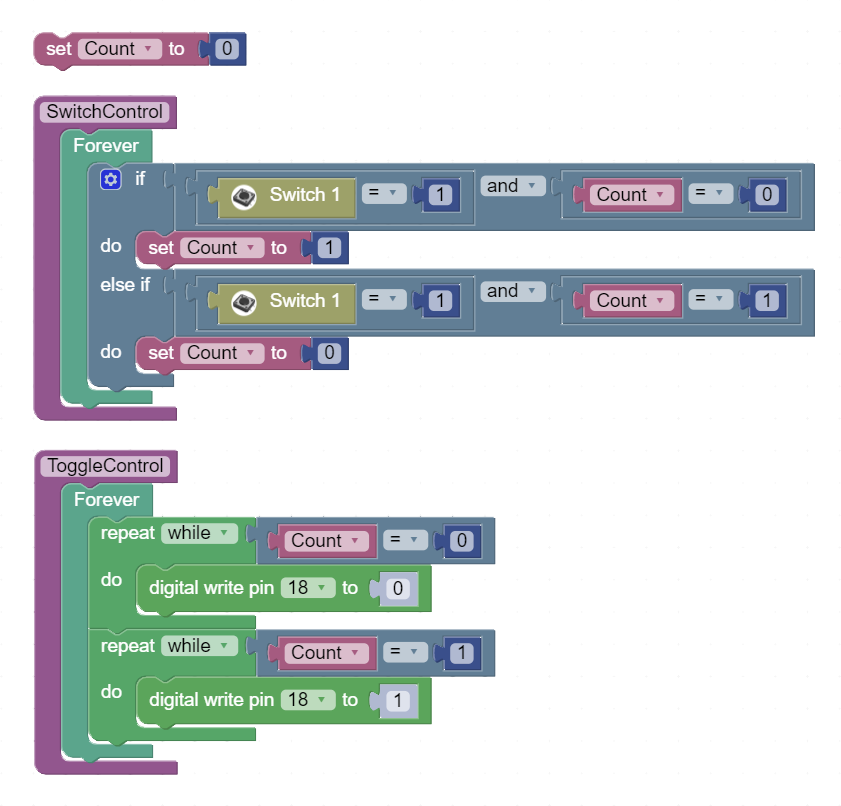 set Count to 0
SwitchControl
Forever
if Switch 1 = 1 and Count = 0
do set Count to 1
else if Switch 1 = 1 and Count = 1
do set Count to 0
ToggleControl
Forever
repeat while Count = 0
do digital write pin 18 to 0
repeat while Count = 1
do digital write pin 18 to 1